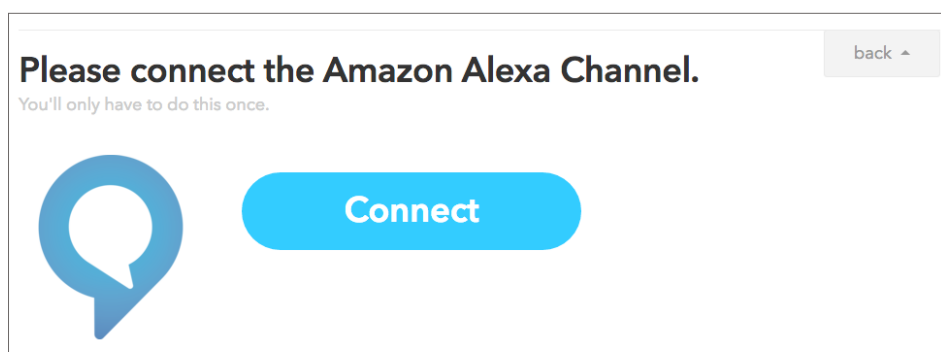 back
Please connect the Amazon Alexa Channel.
You'll only have to do this once.
Connect